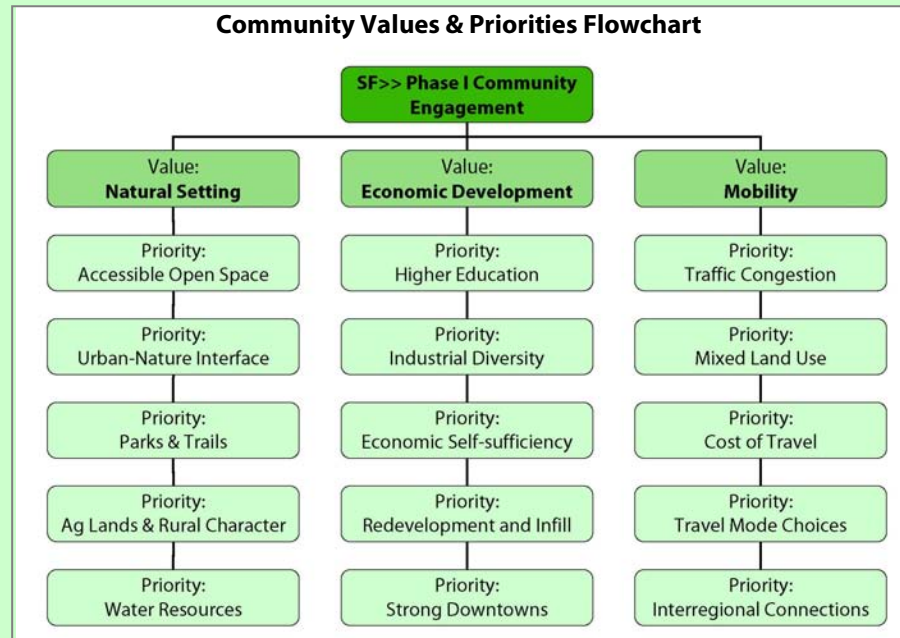 Community Values & Priorities Flowchart
SF>> Phase I Community
Engagement
Value:
Natural Setting
Priority:
Accessible Open Space
Priority:
Urban-Nature Interface
Priority:
Parks & Trails
Priority:
Ag Lands & Rural Character
Priority:
Water Resources
Value:
Economic Development
Priority:
Higher Education
Priority:
Industrial Diversity
Priority:
Economic Self-sufficiency
Priority:
Redevelopment and Infill
Priority:
Strong Downtowns
Value:
Mobility
Priority:
Traffic Congestion
Priority:
Mixed Land Use
Priority:
Cost of Travel
Priority:
Travel Mode Choices
Priority:
Interregional Connections